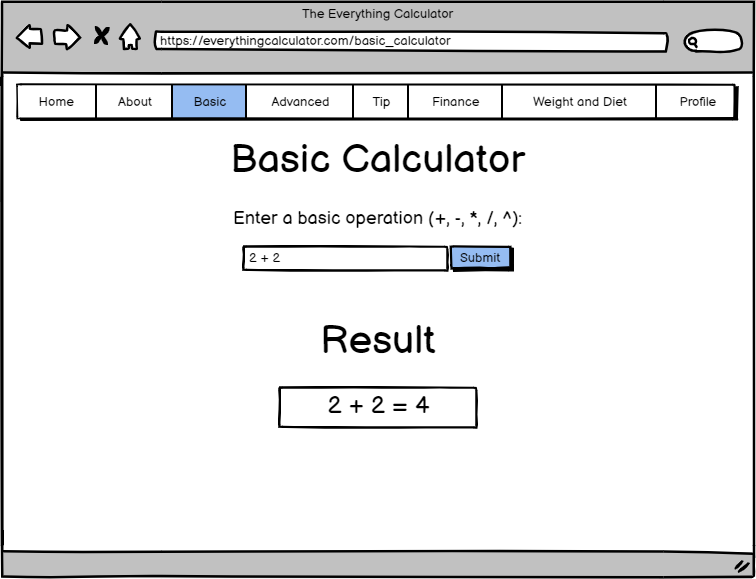 The Everything Calculator
https://everythingcalculator.com/basic_calculator
Home About Basic Advanced Tip Finance Weight and Diet Profile
Basic Calculator
Enter a basic operation (+, -, *, /, ^):
2 + 2 Submit
Result
2 + 2 = 4